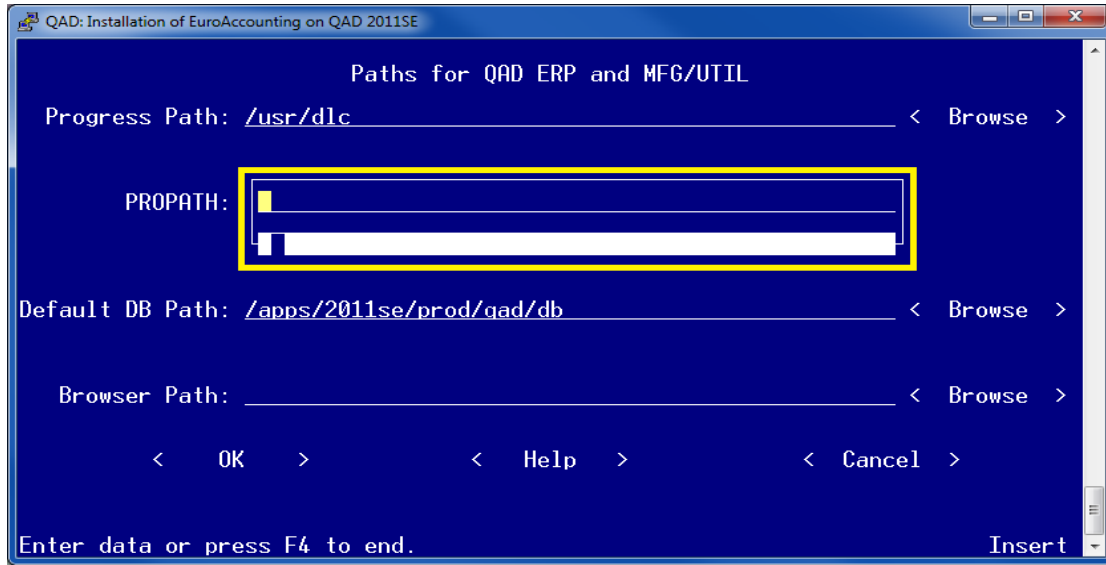 QAD: Installation of EuroAccounting on QAD 2011SE
Paths for QAD ERP and MFG/UTIL
Progress Path: /usr/dlc < Browse >
PROPATH:
Default DB Path: /apps/2011se/prod/qad/db < Browse >
Browser Path: < Browse >
< OK > < Help > < Cancel >
Enter data or press F4 to end. Insert